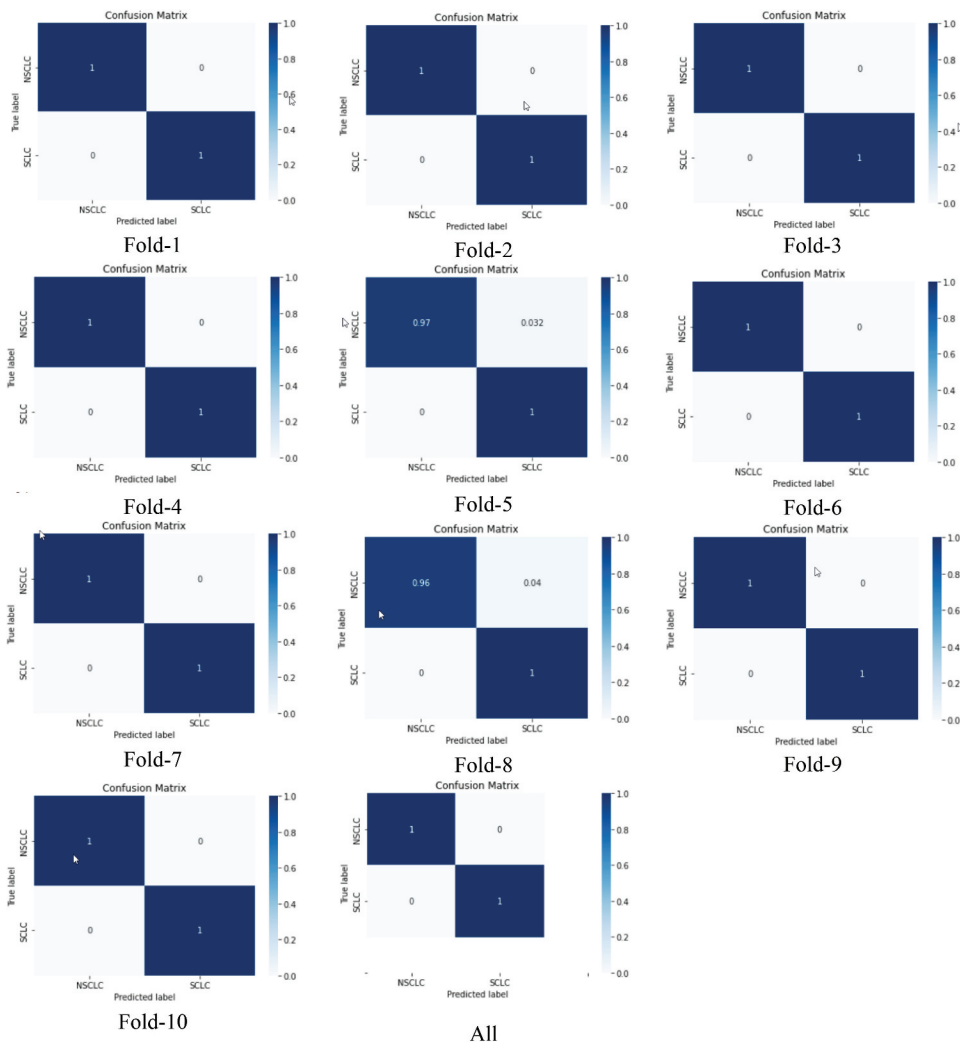 Confusion Matrix
NSCLC 1 0 1.0
0.8
0.6
True label
0.4
SCLC 0 1 0.2
0.0
NSCLC SCLC
Predicted label
Fold-1
Confusion Matrix
NSCLC 1 0 1.0
0.8
0.6
True label
0.4
SCLC 0 1 0.2
0.0
NSCLC SCLC
Predicted label
Fold-2
Confusion Matrix
NSCLC 1 0 1.0
0.8
0.6
True label
0.4
SCLC 0 1 0.2
0.0
NSCLC SCLC
Predicted label
Fold-3
Confusion Matrix
NSCLC 1 0 1.0
0.8
0.6
True label
0.4
SCLC 0 1 0.2
0.0
NSCLC SCLC
Predicted label
Fold-4
Confusion Matrix
NSCLC 0.97 0.032 1.0
0.8
0.6
True label
0.4
SCLC 0 1 0.2
0.0
NSCLC SCLC
Predicted label
Fold-5
Confusion Matrix
NSCLC 1 0 1.0
0.8
0.6
True label
0.4
SCLC 0 1 0.2
0.0
NSCLC SCLC
Predicted label
Fold-6
Confusion Matrix
NSCLC 1 0 1.0
0.8
0.6
True label
0.4
SCLC 0 1 0.2
0.0
NSCLC SCLC
Predicted label
Fold-7
Confusion Matrix
NSCLC 0.96 0.04 1.0
0.8
0.6
True label
0.4
SCLC 0 1 0.2
0.0
NSCLC SCLC
Predicted label
Fold-8
Confusion Matrix
NSCLC 1 0 1.0
0.8
0.6
True label
0.4
SCLC 0 1 0.2
0.0
NSCLC SCLC
Predicted label
Fold-9
Confusion Matrix
NSCLC 1 0 1.0
0.8
0.6
True label
0.4
SCLC 0 1 0.2
0.0
NSCLC SCLC
Predicted label
Fold-10
Confusion Matrix
NSCLC 1 0 1.0
0.8
0.6
True label
0.4
SCLC 0 1 0.2
0.0
NSCLC SCLC
Predicted label
All